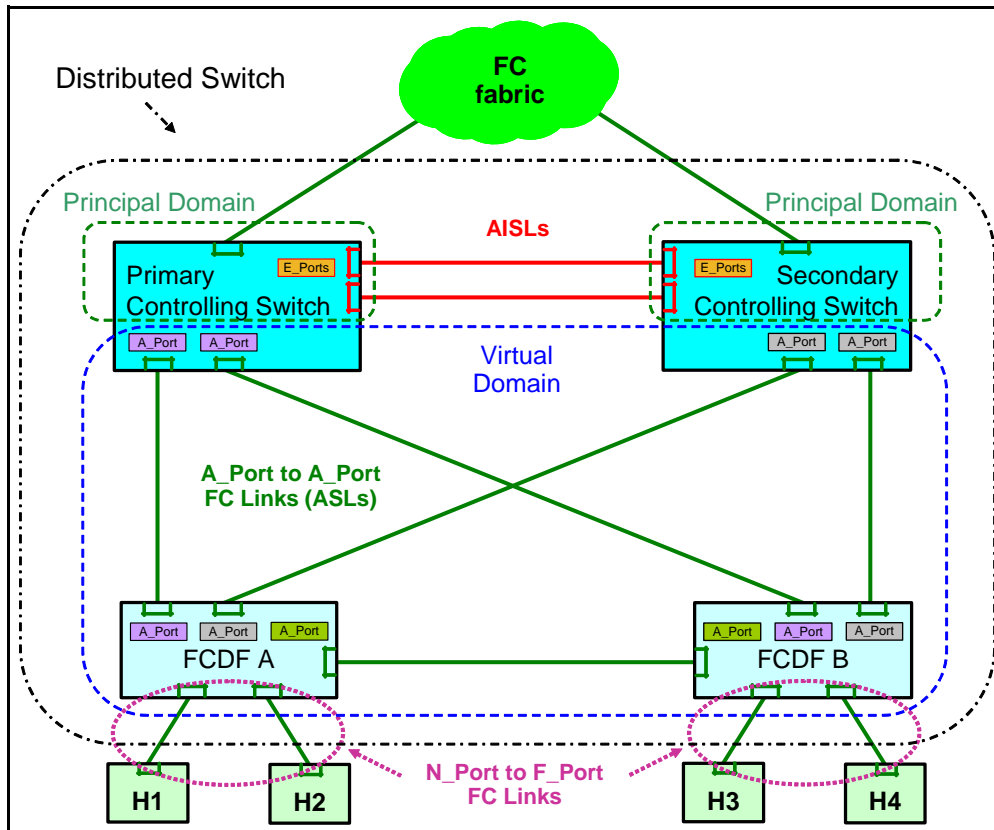 FC
fabric
Distributed Switch
Principal Domain
Principal Domain
AISLs
E_Ports
E_Ports
Primary
Controlling Switch
Secondary
Controlling Switch
A_Port
A_Port
A_Port
A_Port
Virtual
Domain
A_Port to A_Port
FC Links (ASLs)
A_Port
A_Port
A_Port
FCDF A
A_Port
A_Port
A_Port
FCDF B
N_Port to F_Port
FC Links
H1
H2
H3
H4